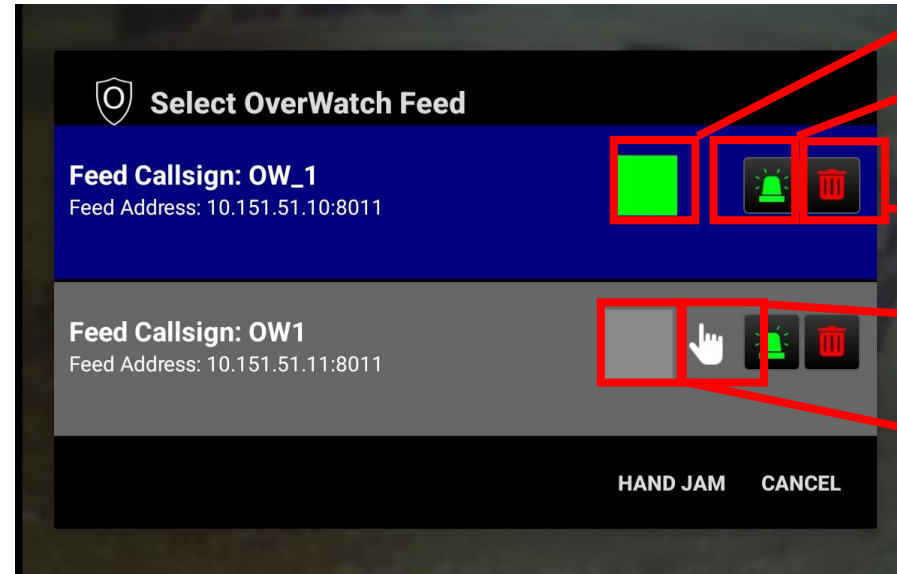 O Select OverWatch Feed
Feed Callsign: OW_1
Feed Address: 10.151.51.10:8011
Feed Callsign: OW1
Feed Address: 10.151.51.11:8011
HAND JAM CANCEL